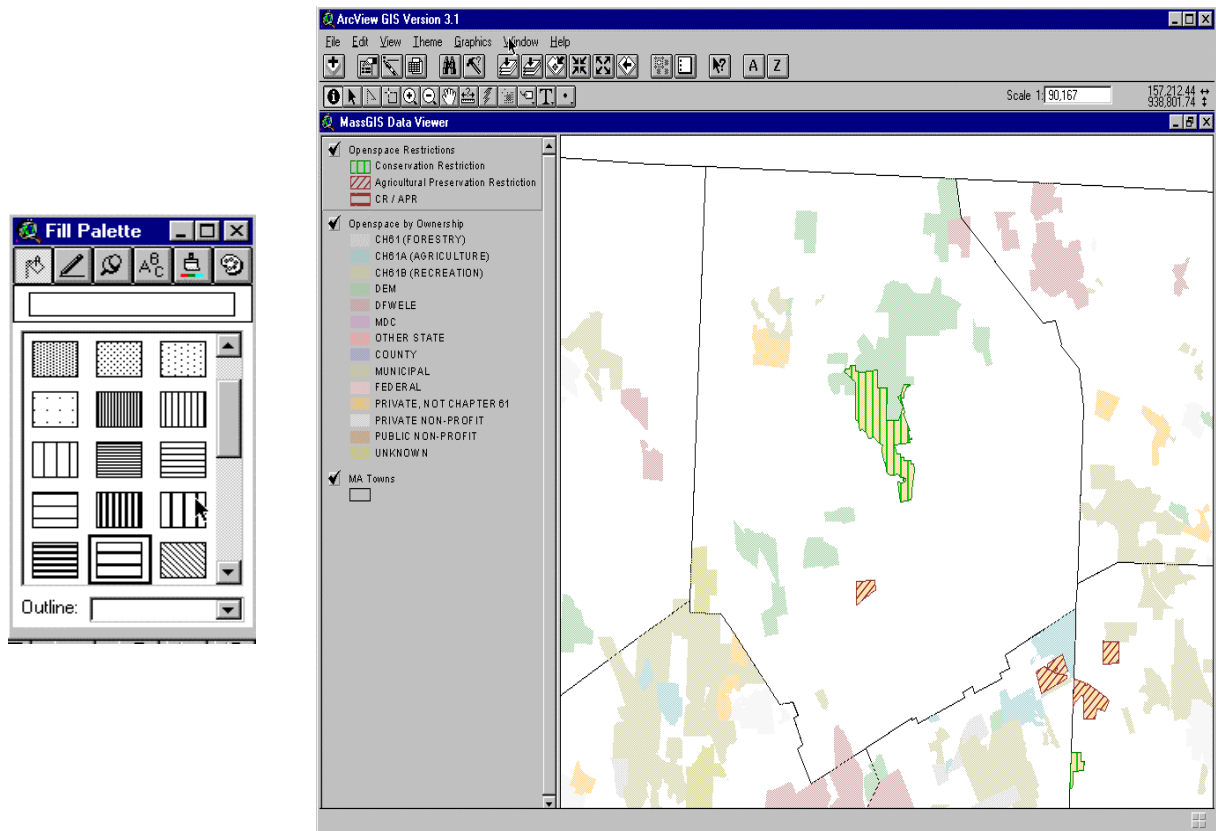 Fill Palette
A B C
Outline:
ArcView GIS Version 3.1
File Edit View Theme Graphics Window Help
A Z
T
Scale 1: 90,167
157,212.44
938,801.74
MassGIS Data Viewer
Openspace Restrictions
Conservation Restriction
Agricultural Preservation Restriction
CR / APR
Openspace by Ownership
CH61 (FORESTRY)
CH61A (AGRICULTURE)
CH61B (RECREATION)
DEM
DFWELE
MDC
OTHER STATE
COUNTY
MUNICIPAL
FEDERAL
PRIVATE, NOT CHAPTER 61
PRIVATE NON-PROFIT
PUBLIC NON-PROFIT
UNKNOWN
MA Towns